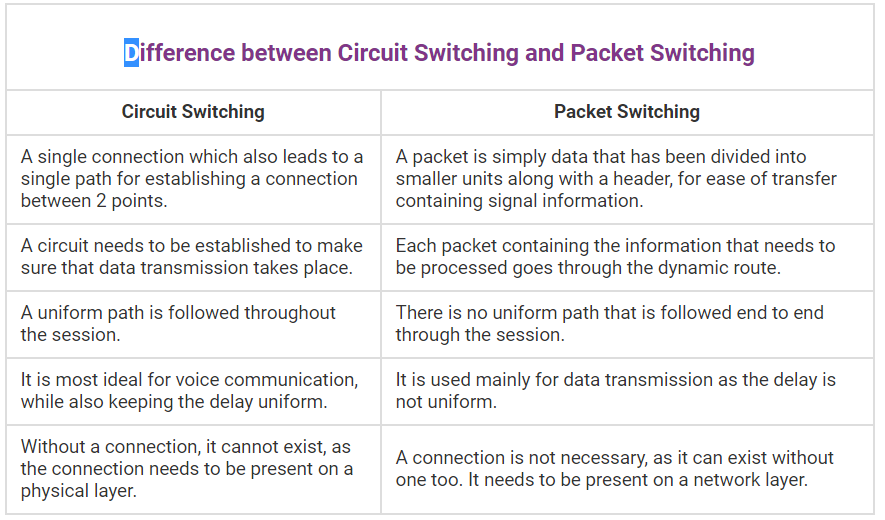 Difference between Circuit Switching and Packet Switching
Circuit Switching
Packet Switching
A single connection which also leads to a
single path for establishing a connection
between 2 points.
A packet is simply data that has been divided into
smaller units along with a header, for ease of transfer
containing signal information.
A circuit needs to be established to make
sure that data transmission takes place.
Each packet containing the information that needs to
be processed goes through the dynamic route.
A uniform path is followed throughout
the session.
There is no uniform path that is followed end to end
through the session.
It is most ideal for voice communication,
while also keeping the delay uniform.
It is used mainly for data transmission as the delay is
not uniform.
Without a connection, it cannot exist, as
the connection needs to be present on a
physical layer.
A connection is not necessary, as it can exist without
one too. It needs to be present on a network layer.